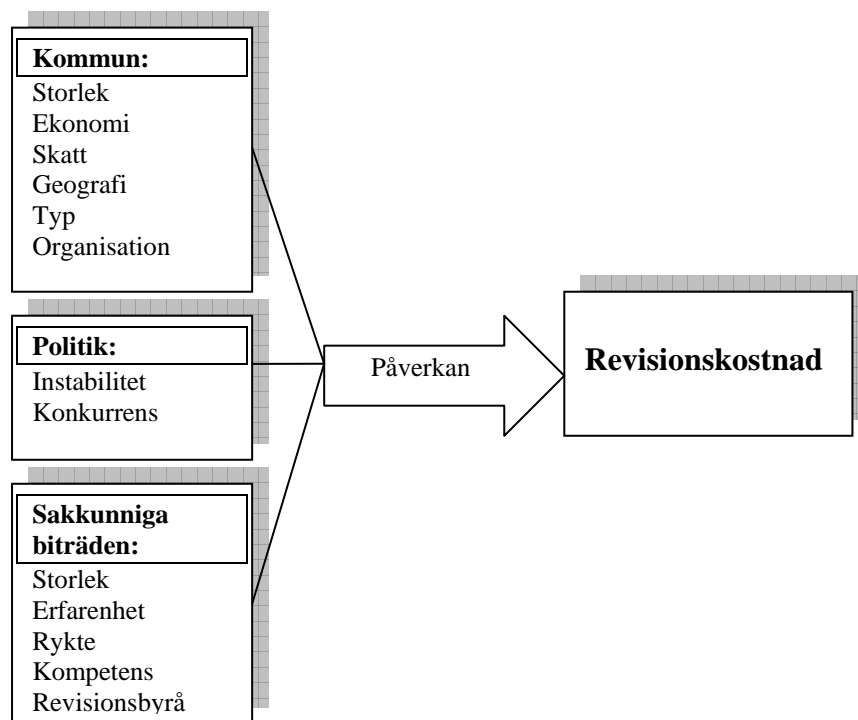 Kommun:
Storlek
Ekonomi
Skatt
Geografi
Typ
Organisation
Politik:
Instabilitet
Konkurrens
Sakkunniga
biträden:
Storlek
Erfarenhet
Rykte
Kompetens
Revisionsbyrå
Påverkan
Revisionskostnad